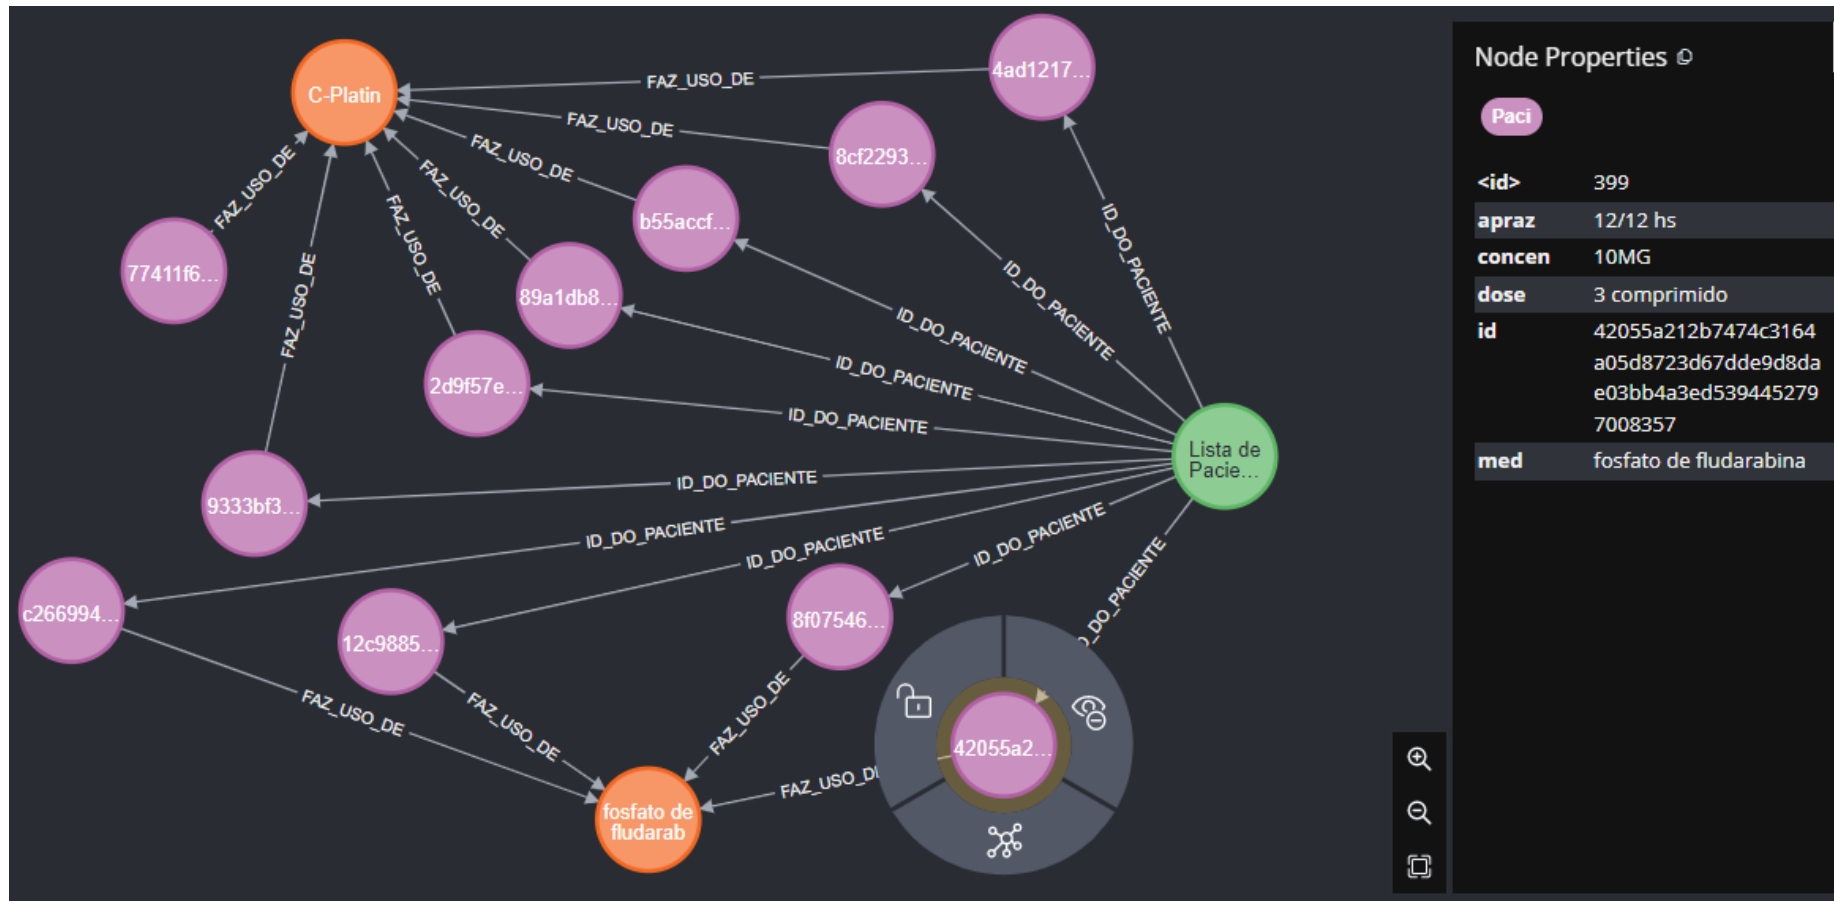 C-Platin
FAZ_USO_DE
4ad1217...
FAZ_USO_DE
8cf2293...
FAZ_USO_DE
b55accf...
FAZ_USO_DE
FAZ_USO_DE
77411f6...
FAZ_USO_DE
89a1db8...
FAZ_USO_DE
2d9f57e...
ID_DO_PACIENTE
ID_DO_PACIENTE
ID_DO_PACIENTE
ID_DO_PACIENTE
ID_DO_PACIENTE
Lista de
Pacie...
9333bf3...
ID_DO_PACIENTE
ID_DO_PACIENTE
ID_DO_PACIENTE
ID_DO_PACIENTE
O_DO_PACIENTE
c266994...
12c9885...
8f07546...
FAZ_USO_DE
FAZ_USO_DE
FAZ_USO_DE
FAZ_USO_DE
42055a2...
fosfato de
fludarab
Node Properties
Paci
<id> 399
apraz 12/12 hs
concen 10MG
dose 3 comprimido
id 42055a212b7474c3164
a05d8723d67dde9d8da
e03bb4a3ed539445279
7008357
med fosfato de fludarabina